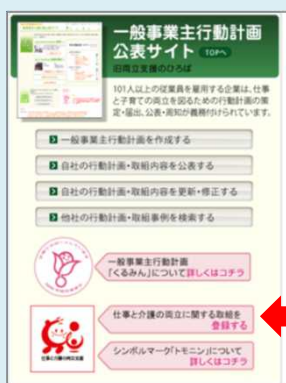 一般事業主行動計画
公表サイト TOPへ
旧両立支援のひろば
101人以上の従業員を雇用する企業は、仕事
と子育ての両立を図るための行動計画の策
定・届出、公表・周知が義務付けられています。
一般事業主行動計画を作成する
自社の行動計画・取組内容を公表する
自社の行動計画・取組内容を更新・修正する
他社の行動計画・取組事例を検索する
一般事業主行動計画
「くるみん」について詳しくはコチラ
仕事と介護の両立に関する取組を
登録する
シンボルマーク「トモニン」について
詳しくはコチラ